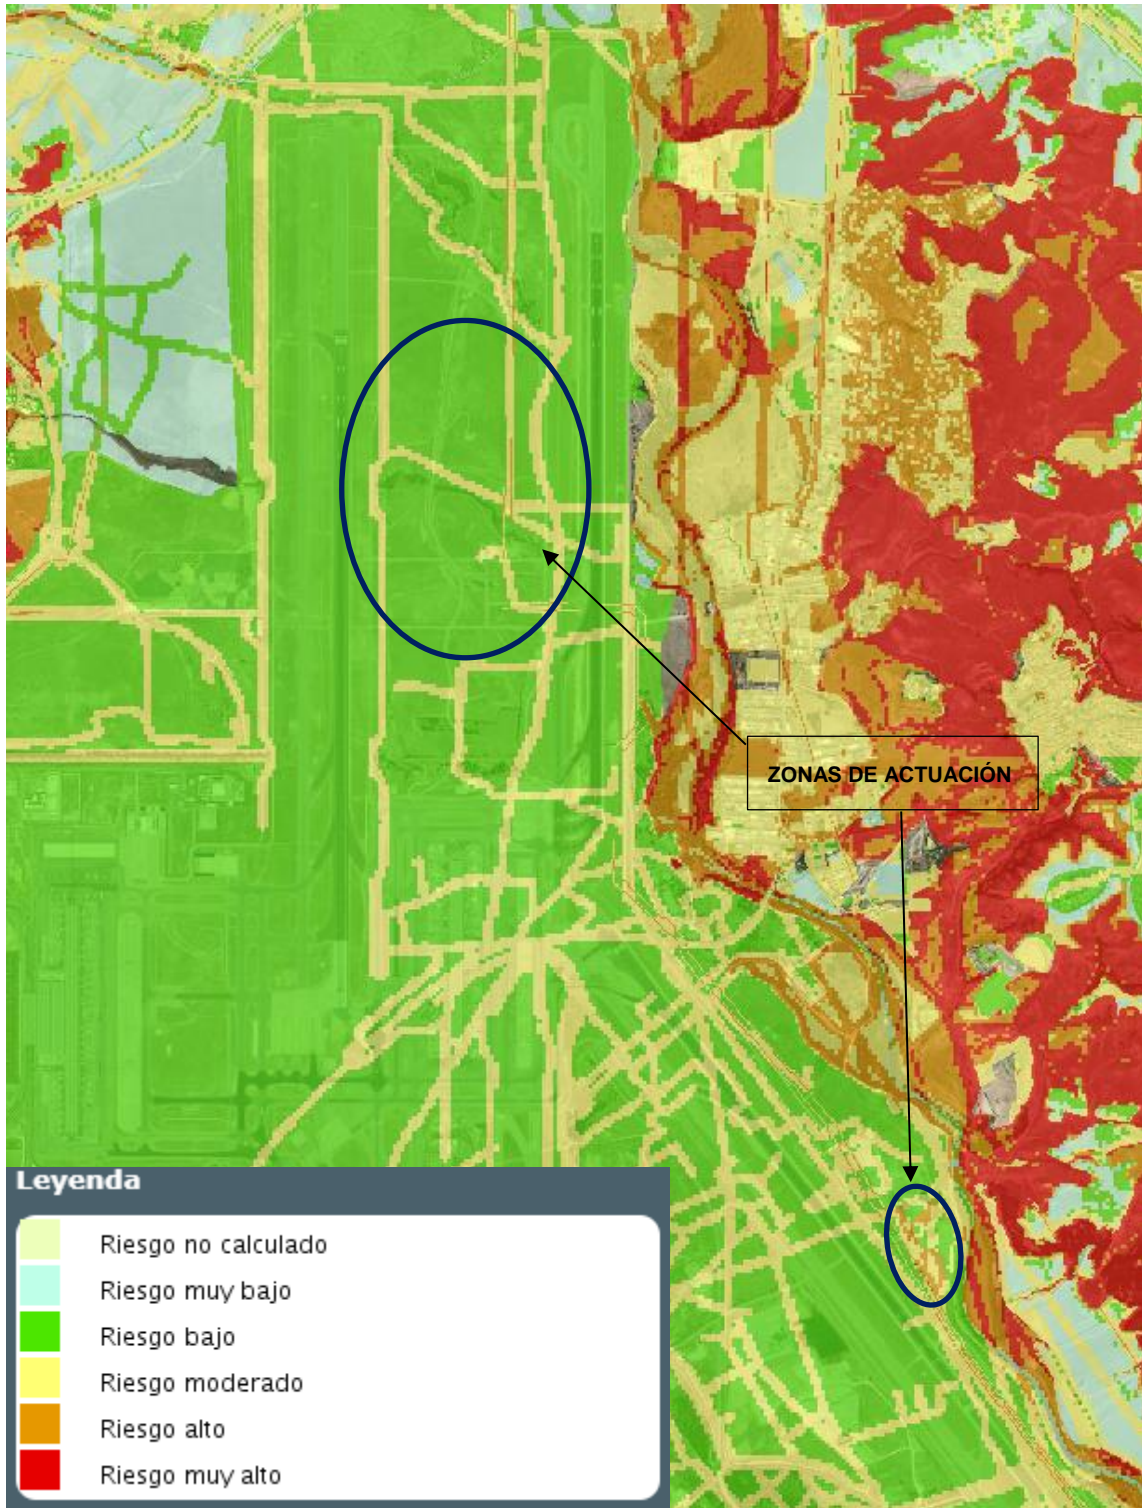 ZONAS DE ACTUACIÓN
Leyenda
Riesgo no calculado
Riesgo muy bajo
Riesgo bajo
Riesgo moderado
Riesgo alto
Riesgo muy alto